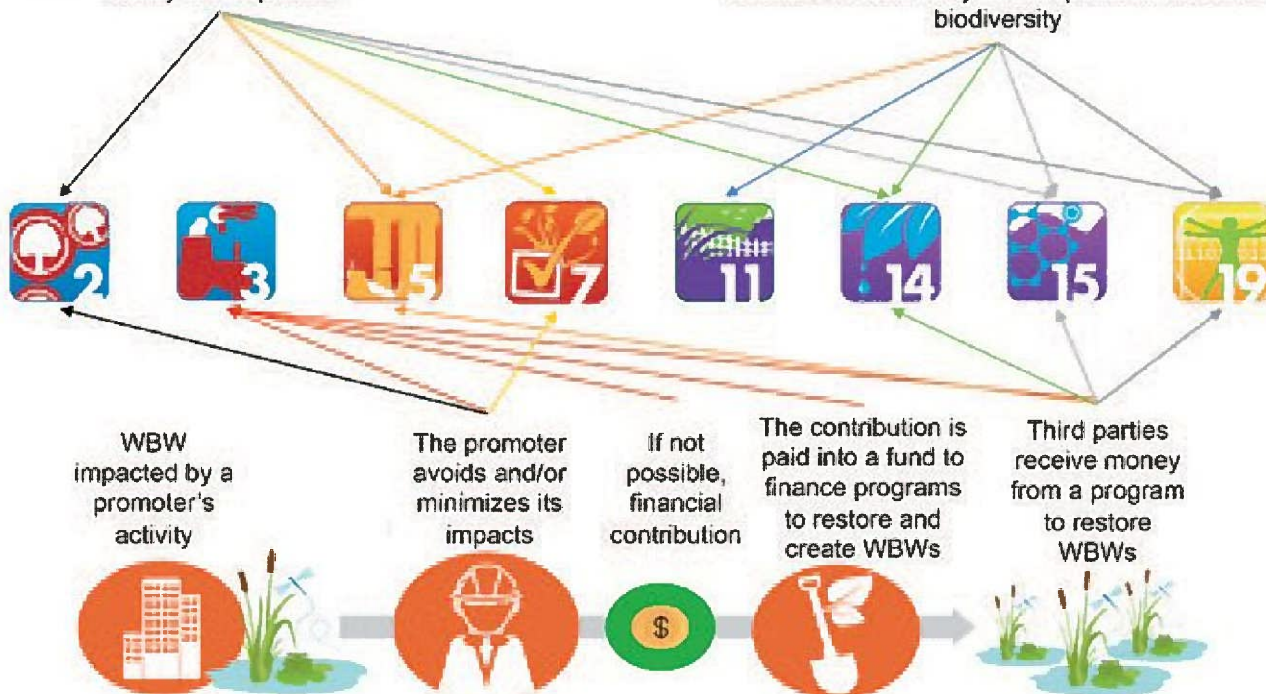 biodiversity
2
3
5
7
11
14
15
19
WBW
impacted by a
promoter's
activity
The promoter
avoids and/or
minimizes its
impacts
If not
possible,
financial
contribution
The contribution is
paid into a fund to
finance programs
to restore and
create WBWs
Third parties
receive money
from a program
to restore
WBWs
$